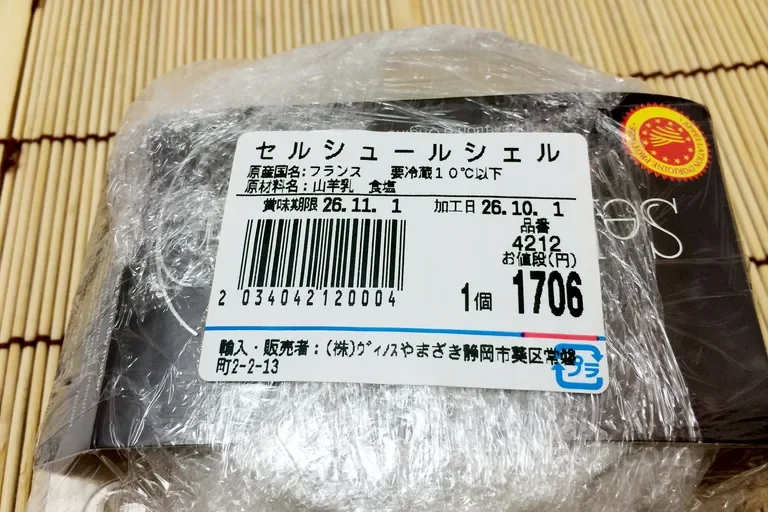 セルシュールシェル
原産国名:フランス 要冷蔵10℃以下
原材料名:山羊乳 食塩
賞味期限 26.11. 1 加工日 26.10. 1
品番
4212
お値段(円)
1個 1706
2 034042120004
輸入・販売者:(株)ヴィノスやまざき静岡市葵区常盤
町2-2-13
プラ
Se